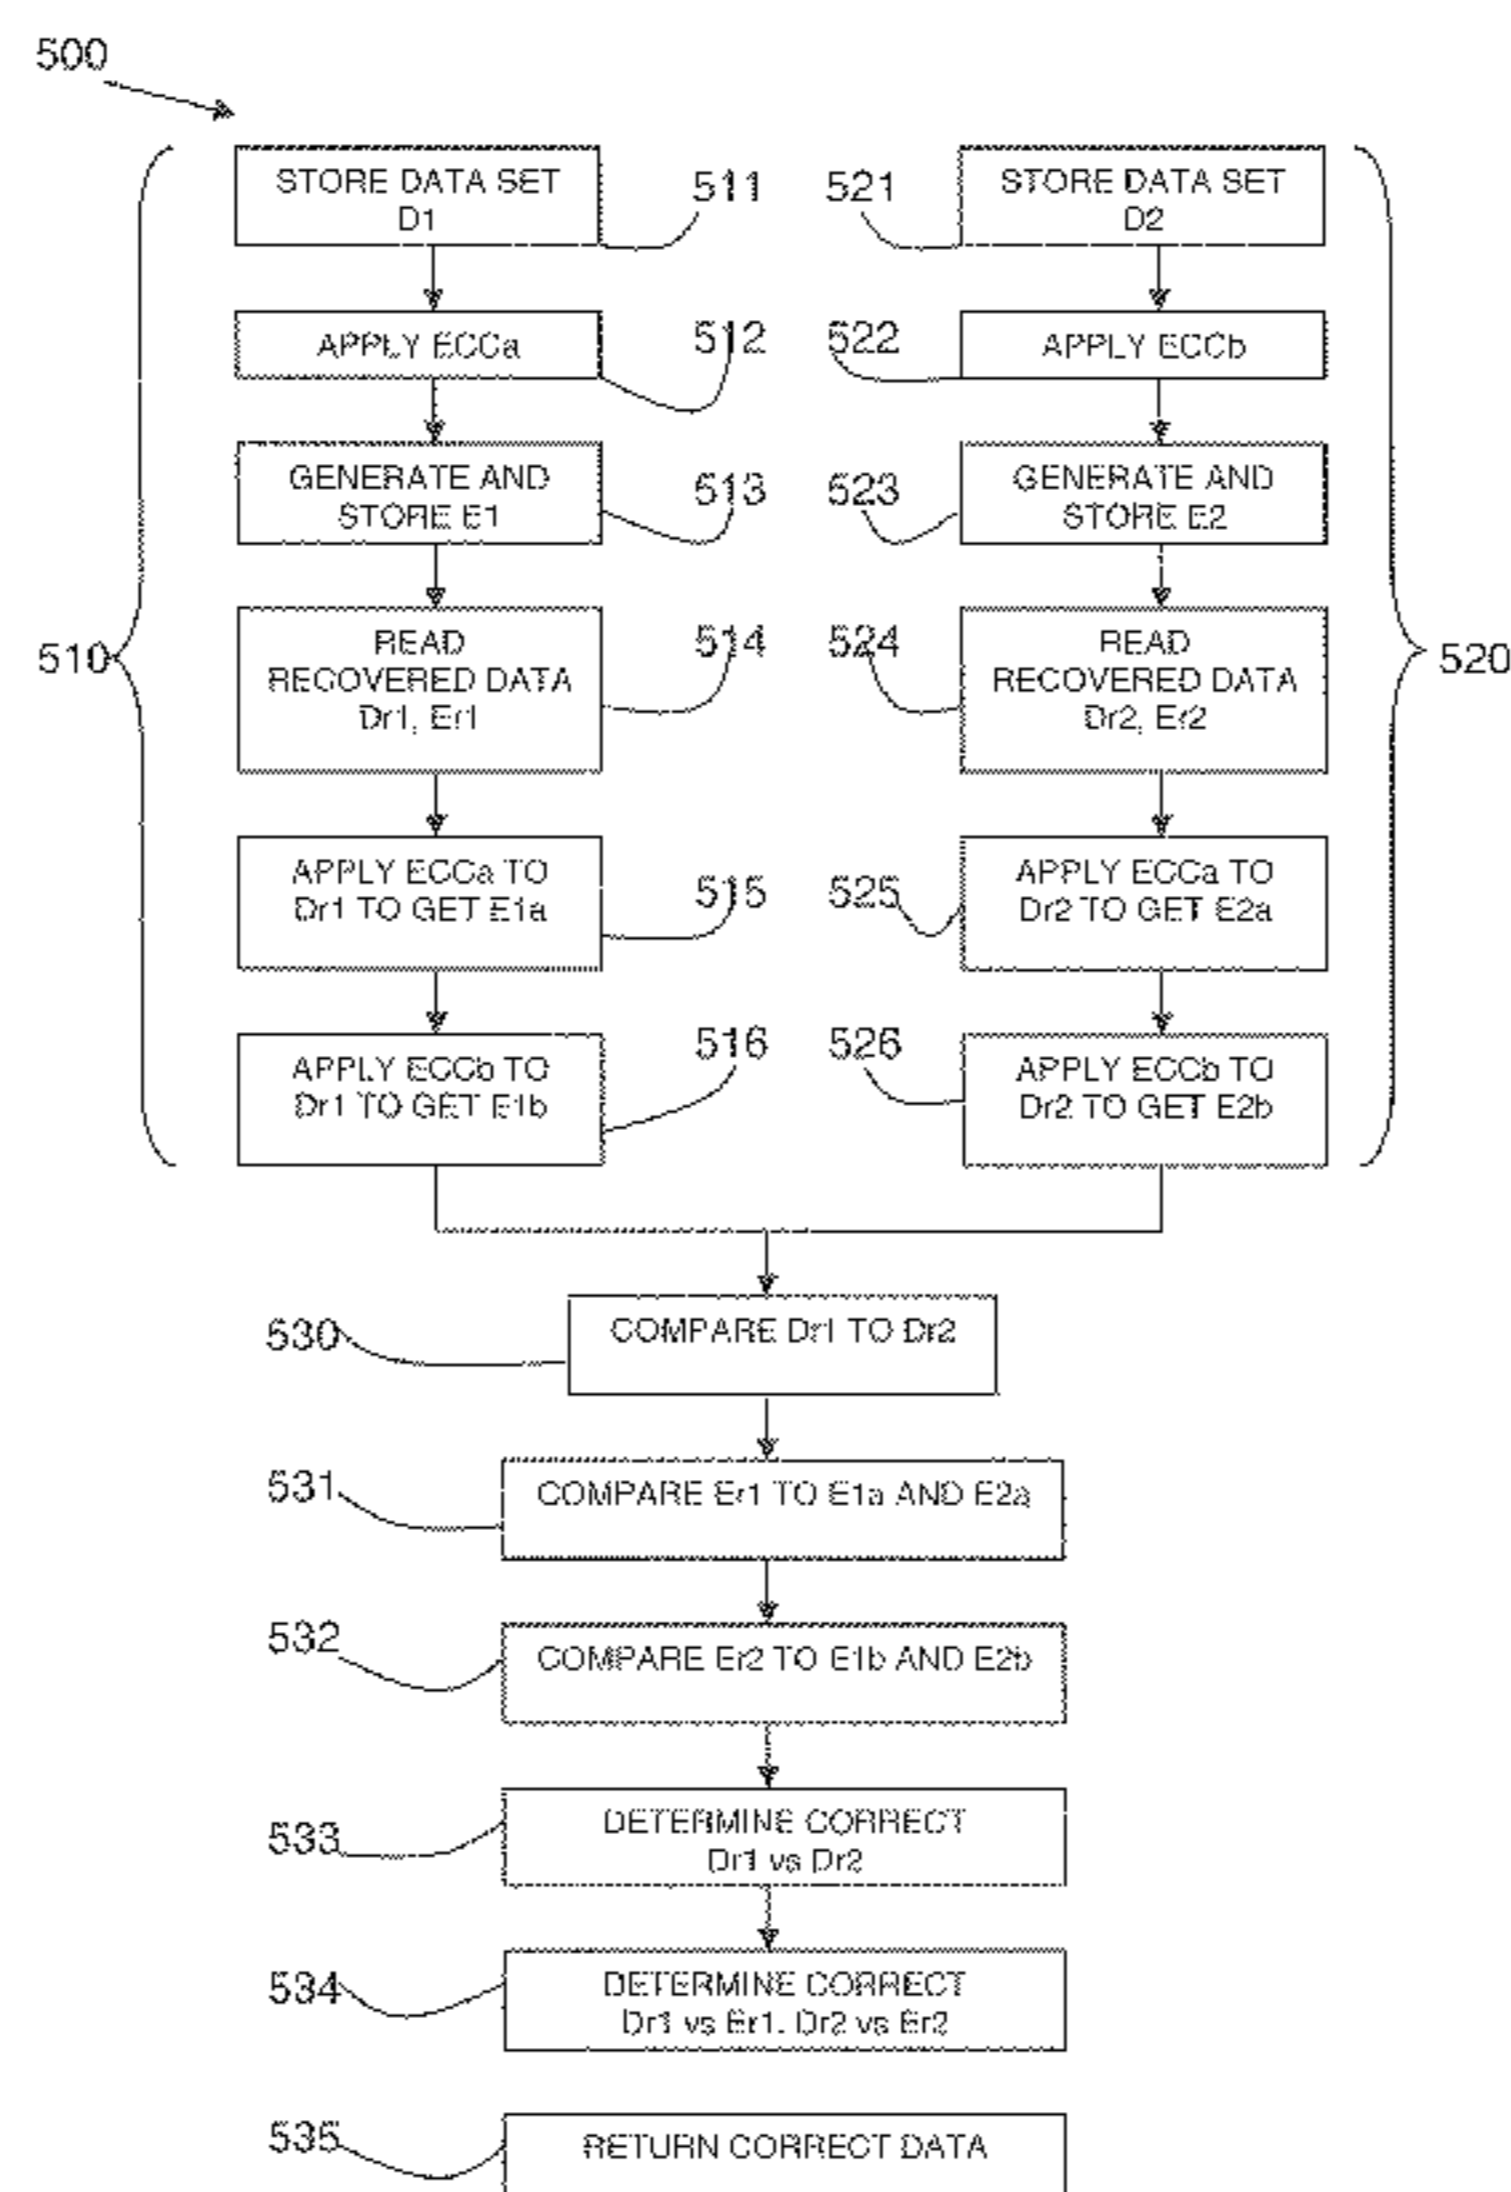 500
STORE DATA SET
D1
511
521
STORE DATA SET
D2
APPLY ECCa
512
522
APPLY ECCb
GENERATE AND
STORE E1
513
523
GENERATE AND
STORE E2
510
READ
RECOVERED DATA
Dr1, Er1
514
524
READ
RECOVERED DATA
Dr2, Er2
520
APPLY ECCa TO
Dr1 TO GET E1a
515
525
APPLY ECCa TO
Dr2 TO GET E2a
APPLY ECCb TO
Dr1 TO GET E1b
516
526
APPLY ECCb TO
Dr2 TO GET E2b
530
COMPARE Dr1 TO Dr2
531
COMPARE Er1 TO E1a AND E2a
532
COMPARE Er2 TO E1b AND E2b
533
DETERMINE CORRECT
Dr1 vs Dr2
534
DETERMINE CORRECT
Dr1 vs Er1. Dr2 vs Er2
535
RETURN CORRECT DATA